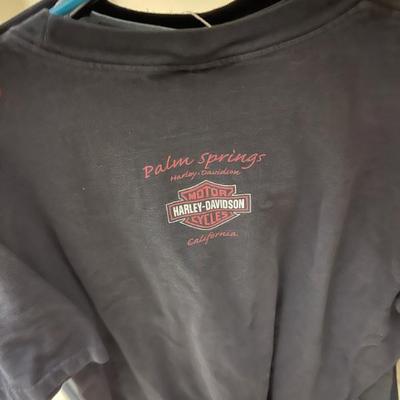 Palm Springs
Harley-Davidson
MOTOR
HARLEY-DAVIDSON
CYCLES
California